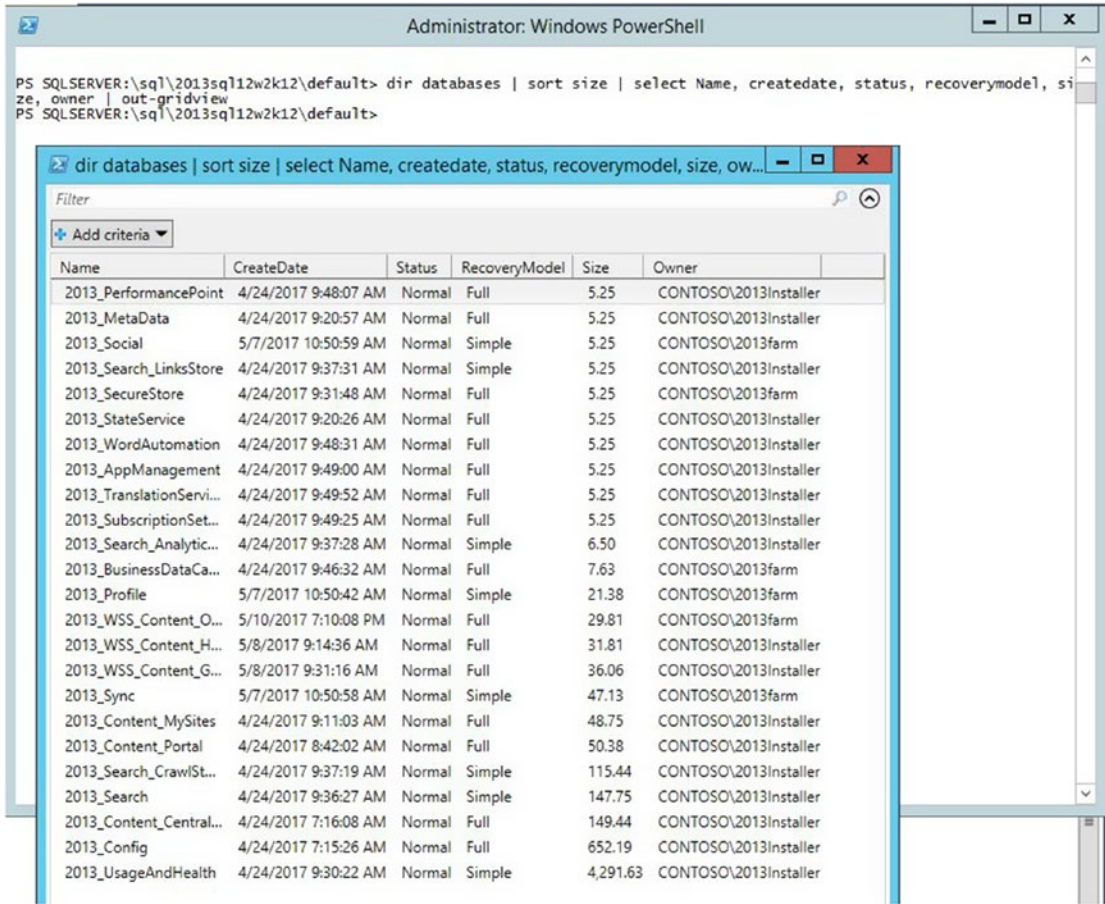 Administrator: Windows PowerShell
PS SQLSERVER:\sql\2013sql12w2k12\default> dir databases | sort size | select Name, createdate, status, recoverymodel, si
ze, owner | out-gridview
PS SQLSERVER:\sql\2013sql12w2k12\default>
dir databases | sort size | select Name, createdate, status, recoverymodel, size, ow...
Filter
Add criteria
Name CreateDate Status RecoveryModel Size Owner
2013_PerformancePoint 4/24/2017 9:48:07 AM Normal Full 5.25 CONTOSO\2013Installer
2013_MetaData 4/24/2017 9:20:57 AM Normal Full 5.25 CONTOSO\2013Installer
2013_Social 5/7/2017 10:50:59 AM Normal Simple 5.25 CONTOSO\2013farm
2013_Search_LinksStore 4/24/2017 9:37:31 AM Normal Simple 5.25 CONTOSO\2013Installer
2013_SecureStore 4/24/2017 9:31:48 AM Normal Full 5.25 CONTOSO\2013farm
2013_StateService 4/24/2017 9:20:26 AM Normal Full 5.25 CONTOSO\2013Installer
2013_WordAutomation 4/24/2017 9:48:31 AM Normal Full 5.25 CONTOSO\2013Installer
2013_AppManagement 4/24/2017 9:49:00 AM Normal Full 5.25 CONTOSO\2013Installer
2013_TranslationServi... 4/24/2017 9:49:52 AM Normal Full 5.25 CONTOSO\2013Installer
2013_SubscriptionSet... 4/24/2017 9:49:25 AM Normal Full 5.25 CONTOSO\2013Installer
2013_Search_Analytic... 4/24/2017 9:37:28 AM Normal Simple 6.50 CONTOSO\2013Installer
2013_BusinessDataCa... 4/24/2017 9:46:32 AM Normal Full 7.63 CONTOSO\2013farm
2013_Profile 5/7/2017 10:50:42 AM Normal Simple 21.38 CONTOSO\2013farm
2013_WSS_Content_O... 5/10/2017 7:10:08 PM Normal Full 29.81 CONTOSO\2013farm
2013_WSS_Content_H... 5/8/2017 9:14:36 AM Normal Full 31.81 CONTOSO\2013Installer
2013_WSS_Content_G... 5/8/2017 9:31:16 AM Normal Full 36.06 CONTOSO\2013Installer
2013_Sync 5/7/2017 10:50:58 AM Normal Simple 47.13 CONTOSO\2013farm
2013_Content_MySites 4/24/2017 9:11:03 AM Normal Full 48.75 CONTOSO\2013Installer
2013_Content_Portal 4/24/2017 8:42:02 AM Normal Full 50.38 CONTOSO\2013Installer
2013_Search_CrawlSt... 4/24/2017 9:37:19 AM Normal Simple 115.44 CONTOSO\2013Installer
2013_Search 4/24/2017 9:36:27 AM Normal Simple 147.75 CONTOSO\2013Installer
2013_Content_Central... 4/24/2017 7:16:08 AM Normal Full 149.44 CONTOSO\2013Installer
2013_Config 4/24/2017 7:15:26 AM Normal Full 652.19 CONTOSO\2013Installer
2013_UsageAndHealth 4/24/2017 9:30:22 AM Normal Simple 4,291.63 CONTOSO\2013Installer